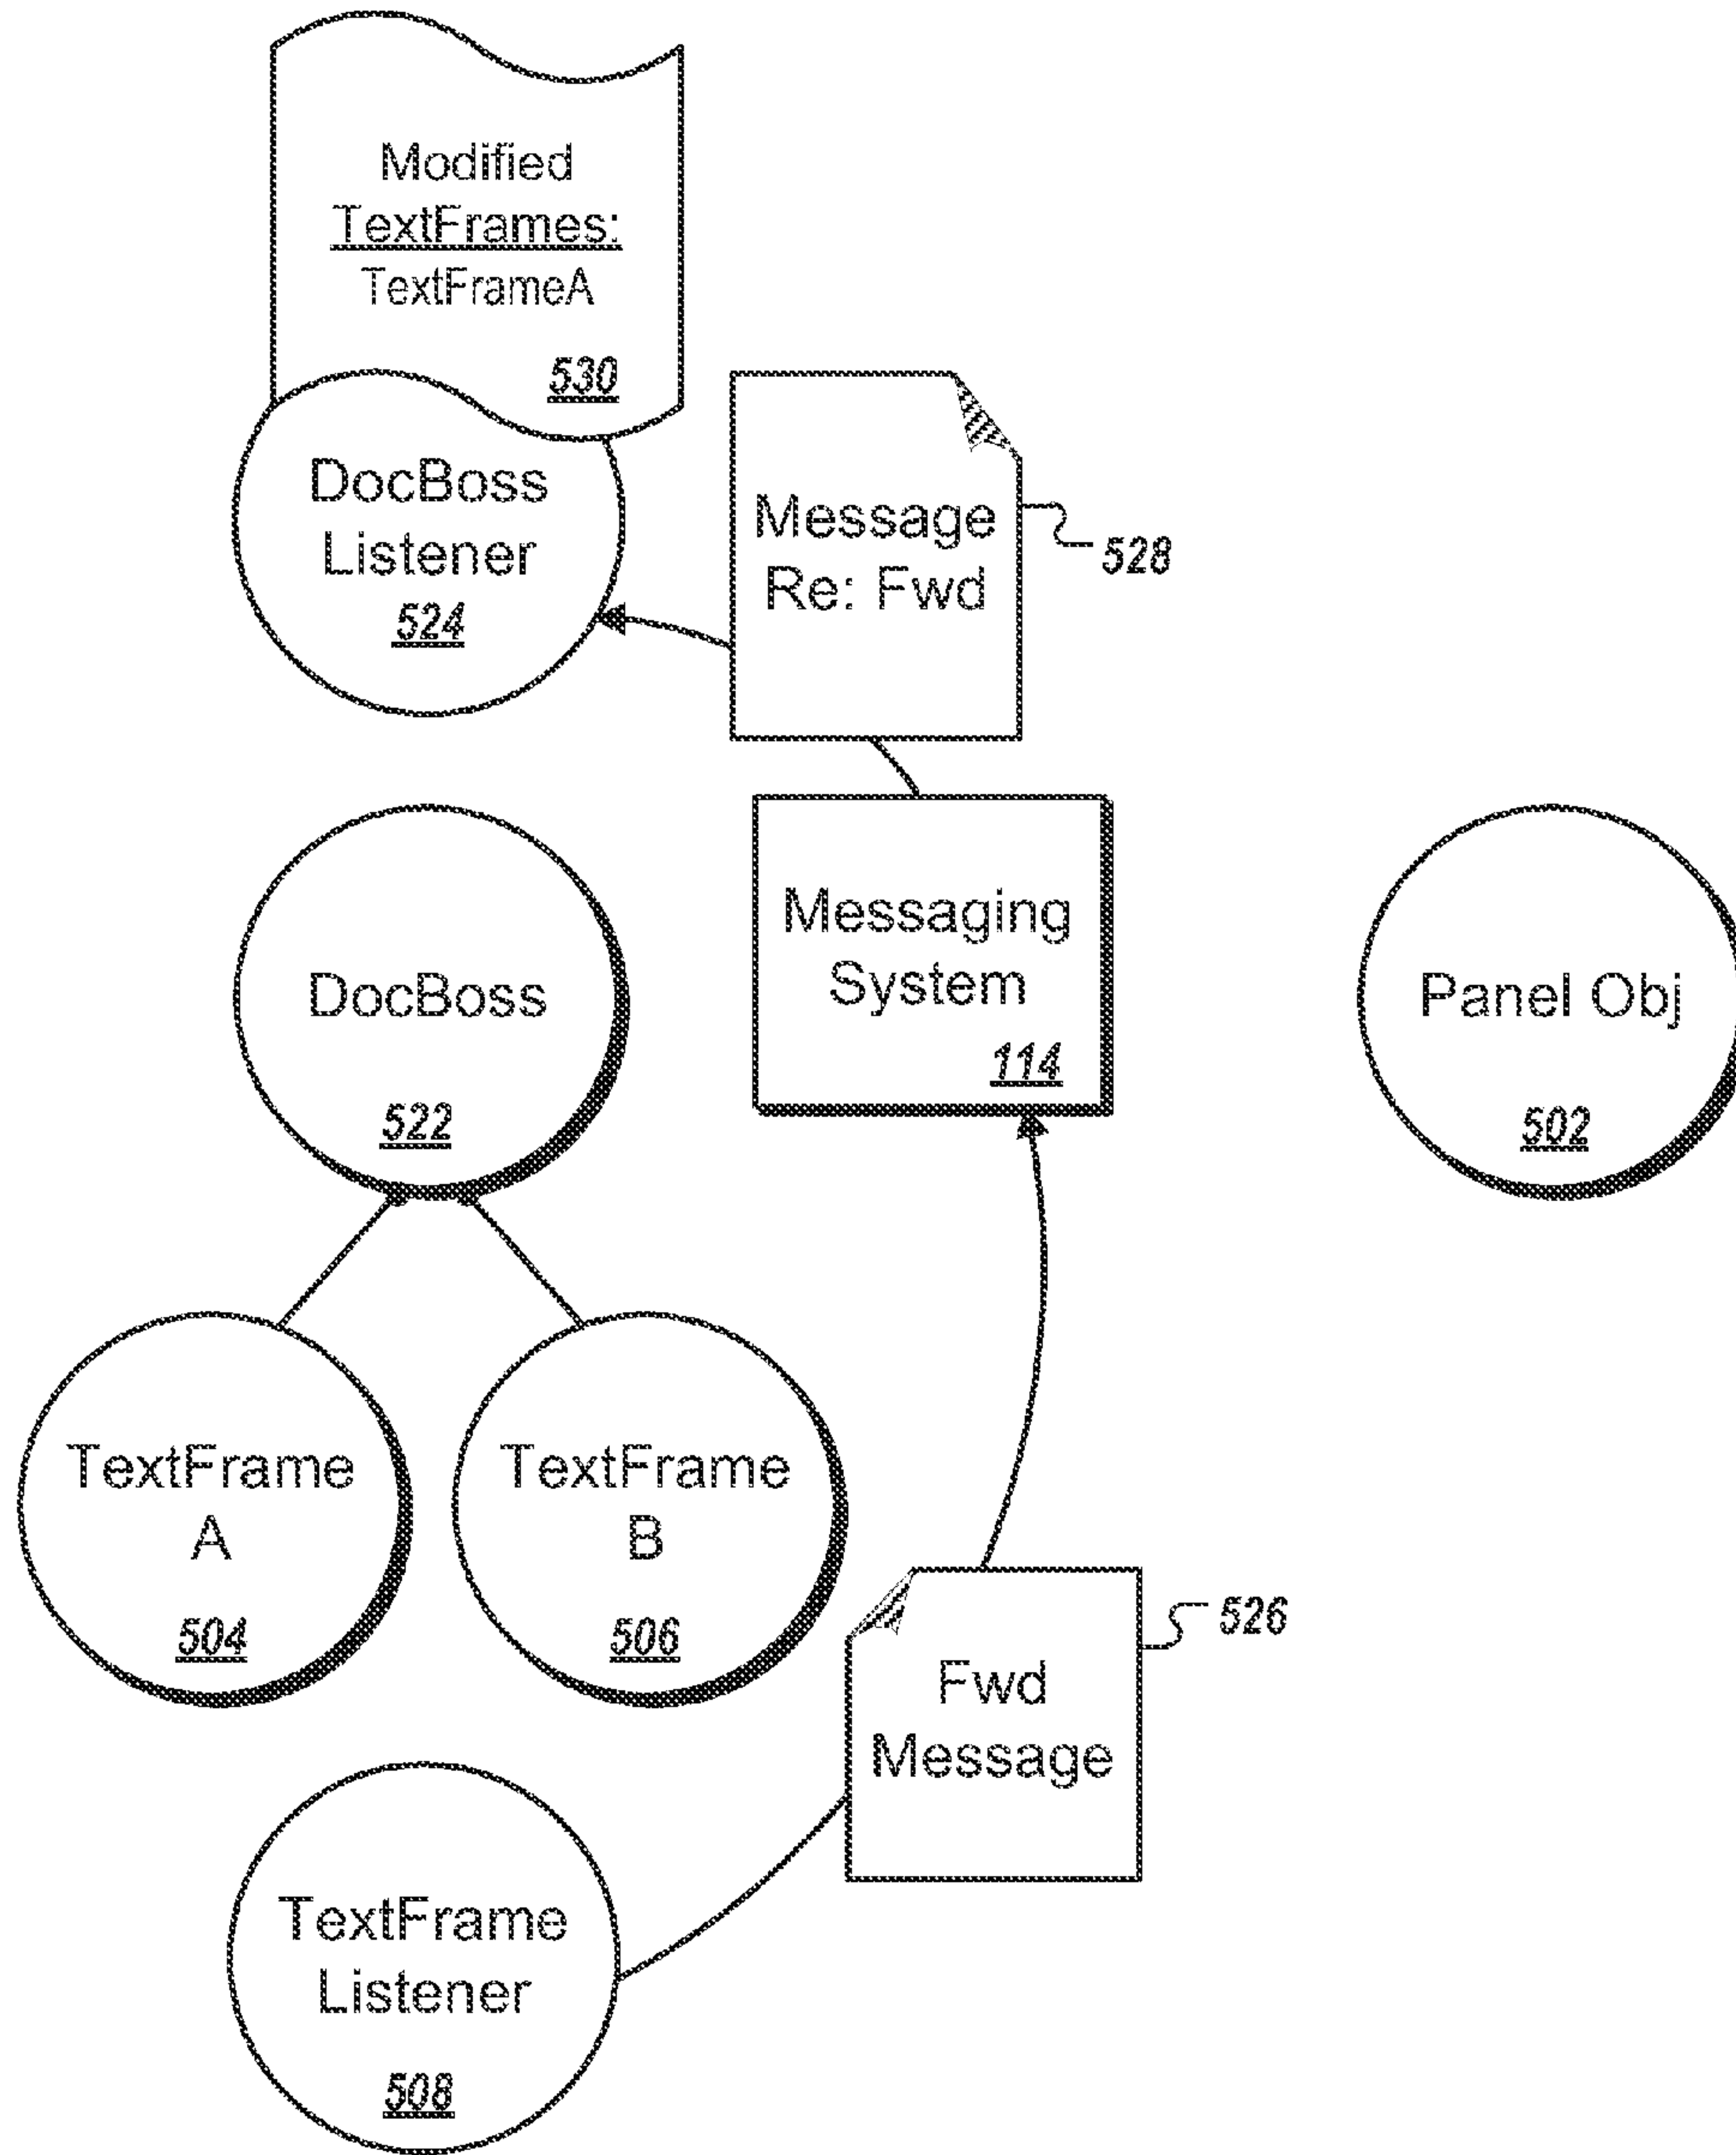 Modified
TextFrames:
TextFrameA
530
DocBoss
Listener
524
Message
Re: Fwd
528
DocBoss
522
Messaging
System
114
Panel Obj
502
TextFrame
A
504
TextFrame
B
506
Fwd
Message
526
TextFrame
Listener
508